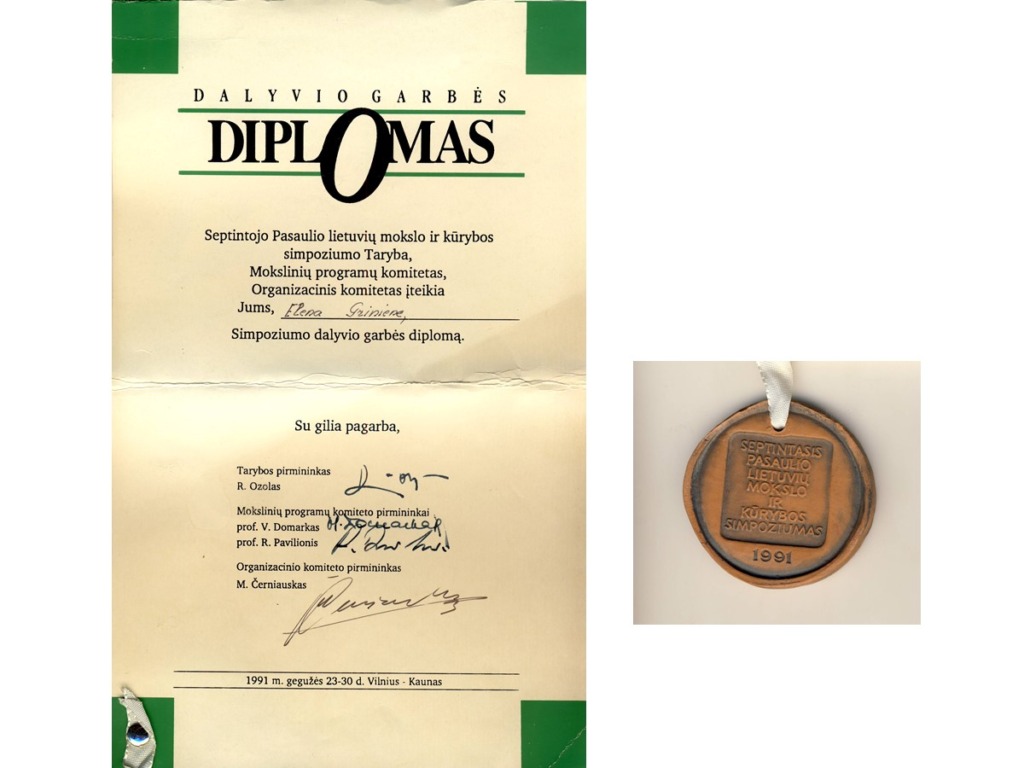 DALYVIO GARBĖS
DIPLOMAS
Septintojo Pasaulio lietuvių mokslo ir kūrybos
simpoziumo Taryba,
Mokslinių programų komitetas,
Organizacinis komitetas įteikia
Jums, Elena Griniene,
Simpoziumo dalyvio garbės diplomą.
Su gilia pagarba,
Tarybos pirmininkas
R. Ozolas
Mokslinių programų komiteto pirmininkai
prof. V. Domarkas
prof. R. Pavilionis
Organizacinio komiteto pirmininkas
M. Černiauskas
1991 m. gegužės 23-30 d. Vilnius - Kaunas
SEPTINTASIS
PASAULIO
LIETUVIŲ
MOKSLO
IR
KŪRYBOS
SIMPOZIUMAS
1991